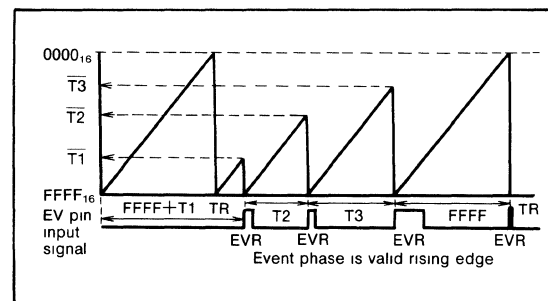 0000₁₆
T̅3̅
T̅2̅
T̅1̅
FFFF₁₆
FFFF+T1 TR T2 T3 FFFF TR
EV pin
input
signal
EVR EVR EVR EVR
Event phase is valid rising edge